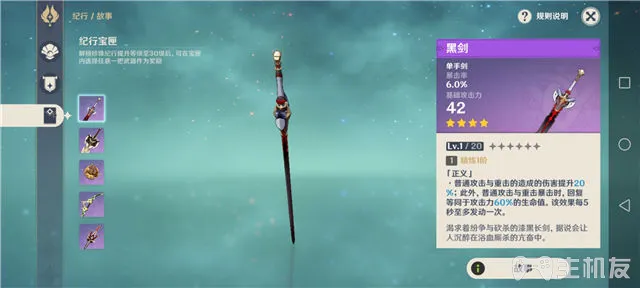 纪行 / 故事
规则说明
纪行宝匣
解锁珍珠纪行提升等级至30级后,可在宝匣
内选择任意一把武器作为奖励
黑剑
单手剑
暴击率
6.0%
基础攻击力
42
Lv.1 / 20
1 精炼1阶
「正义」
·普通攻击与重击的造成的伤害提升20
%;此外,普通攻击与重击暴击时,回复
等同于攻击力60%的生命值。该效果每5
秒至多发动一次。
渴求着纷争与砍杀的漆黑长剑,据说会让
人沉醉在浴血厮杀的亢奋中。
故事
主机友